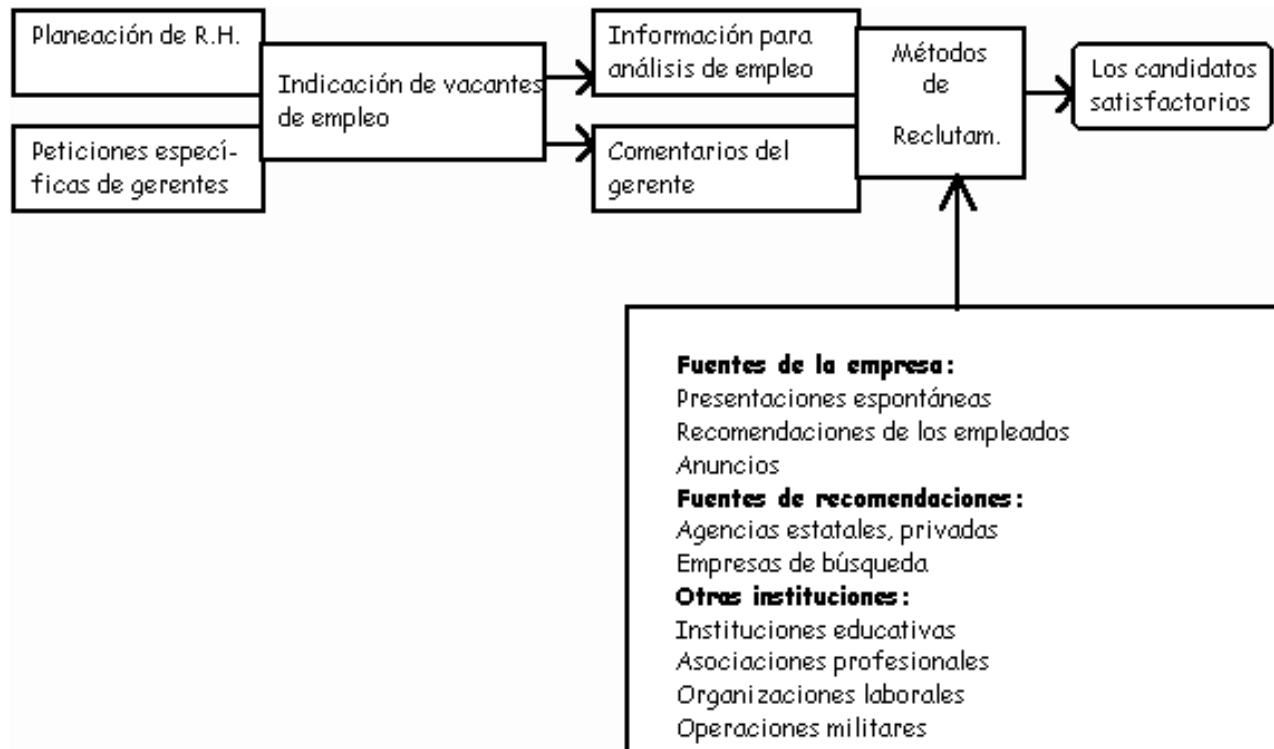 Planeación de R.H.
Peticiones especí-
ficas de gerentes
Indicación de vacantes
de empleo
Información para
análisis de empleo
Comentarios del
gerente
Métodos
de
Reclutam.
Los candidatos
satisfactorios
Fuentes de la empresa:
Presentaciones espontáneas
Recomendaciones de los empleados
Anuncios
Fuentes de recomendaciones:
Agencias estatales, privadas
Empresas de búsqueda
Otras instituciones:
Instituciones educativas
Asociaciones profesionales
Organizaciones laborales
Operaciones militares